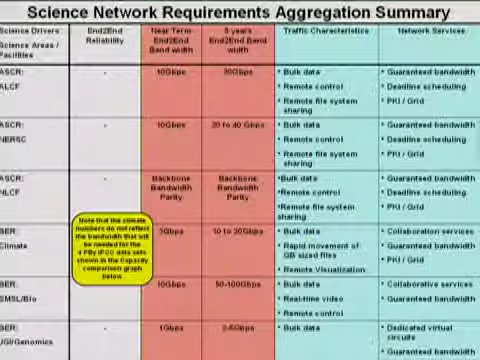 Science Network Requirements Aggregation Summary
Science Drivers
Science Areas /
Facilities
End2End
Reliability
Near Term
End2End
Band width
5 years
End2End Band
width
Traffic Characteristics
Network Services
ASCR:
ALCF
-
10Gbps
30Gbps
• Bulk data
• Remote control
• Remote file system
sharing
• Guaranteed bandwidth
• Deadline scheduling
• PKI / Grid
ASCR:
NERSC
-
10Gbps
20 to 40 Gbps
• Bulk data
• Remote control
• Remote file system
sharing
• Guaranteed bandwidth
• Deadline scheduling
• PKI / Grid
ASCR:
NLCF
-
Backbone
Bandwidth
Parity
Backbone
Bandwidth
Parity
•Bulk data
•Remote control
•Remote file system
sharing
• Guaranteed bandwidth
• Deadline scheduling
• PKI / Grid
BER:
Climate
Note that the climate
numbers do not reflect
the bandwidth that will
be needed for the
4 PBy IPCC data sets
shown in the Capacity
comparison graph
below
3Gbps
10 to 20Gbps
• Bulk data
• Rapid movement of
GB sized files
• Remote Visualization
• Collaboration services
• Guaranteed bandwidth
• PKI / Grid
BER:
EMSL/Bio
-
10Gbps
50-100Gbps
• Bulk data
• Real-time video
• Remote control
• Collaborative services
• Guaranteed bandwidth
BER:
JGI/Genomics
-
1Gbps
2-5Gbps
• Bulk data
• Dedicated virtual
circuits
• Guaranteed bandwidth